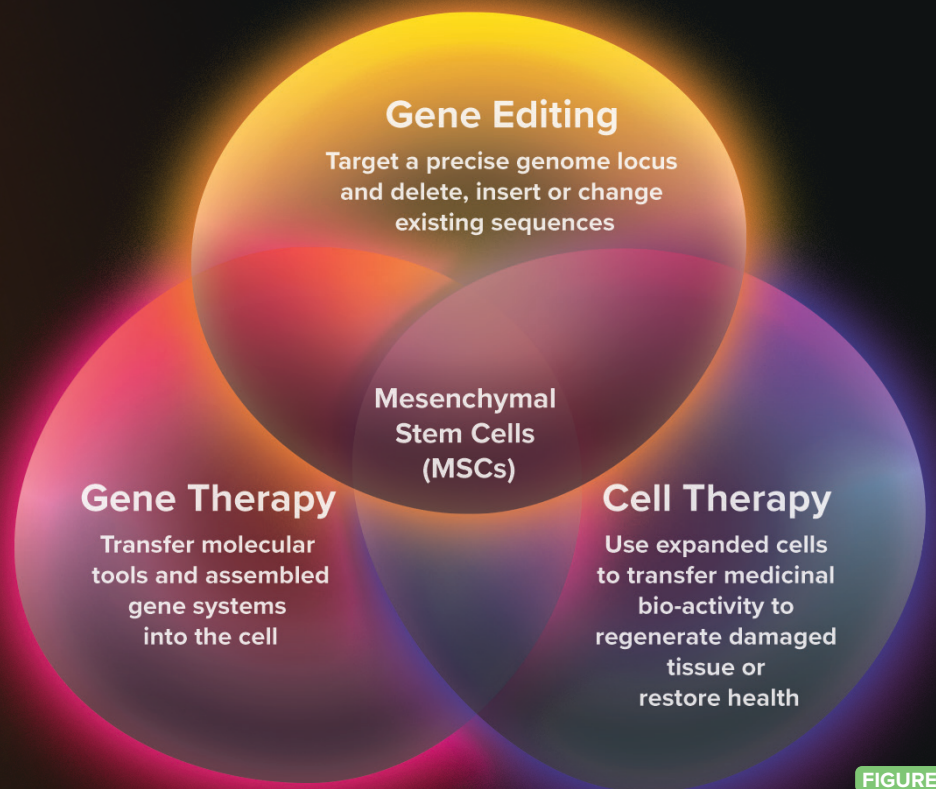 Gene Editing
Target a precise genome locus
and delete, insert or change
existing sequences
Mesenchymal
Stem Cells
(MSCs)
Gene Therapy
Transfer molecular
tools and assembled
gene systems
into the cell
Cell Therapy
Use expanded cells
to transfer medicinal
bio-activity to
regenerate damaged
tissue or
restore health
FIGURE